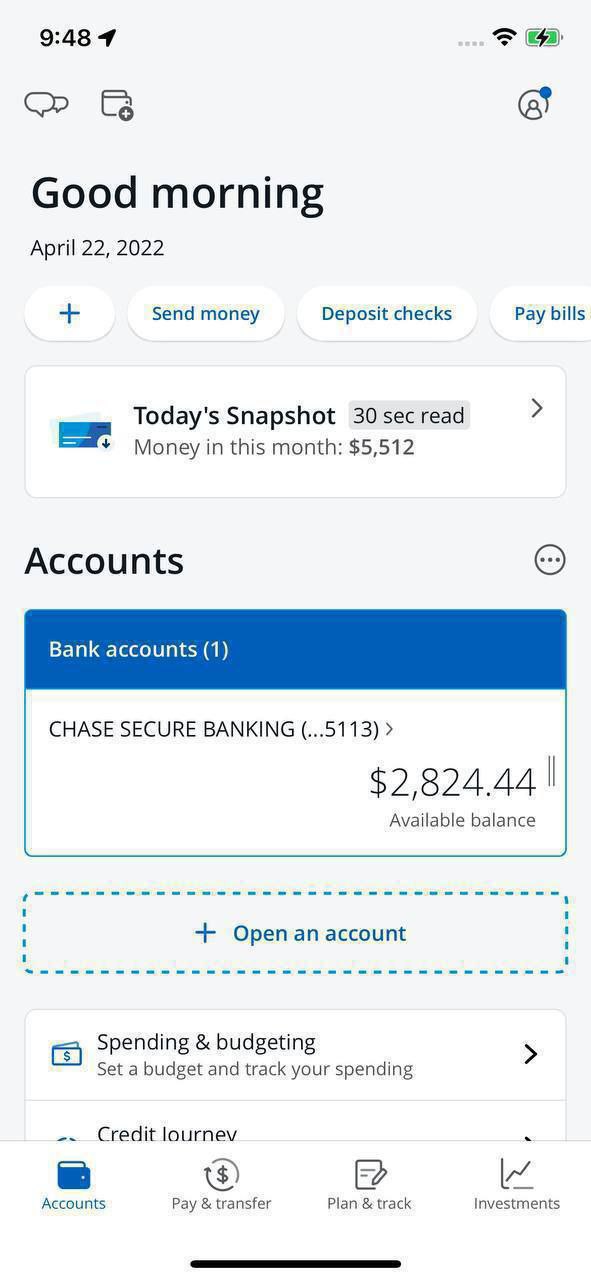 9:48
Good morning
April 22, 2022
+ Send money Deposit checks Pay bills
Today's Snapshot 30 sec read
Money in this month: $5,512
Accounts
Bank accounts (1)
CHASE SECURE BANKING (...5113) >
$2,824.44
Available balance
+ Open an account
$ Spending & budgeting
Set a budget and track your spending
Credit Journey
$
Accounts Pay & transfer Plan & track Investments